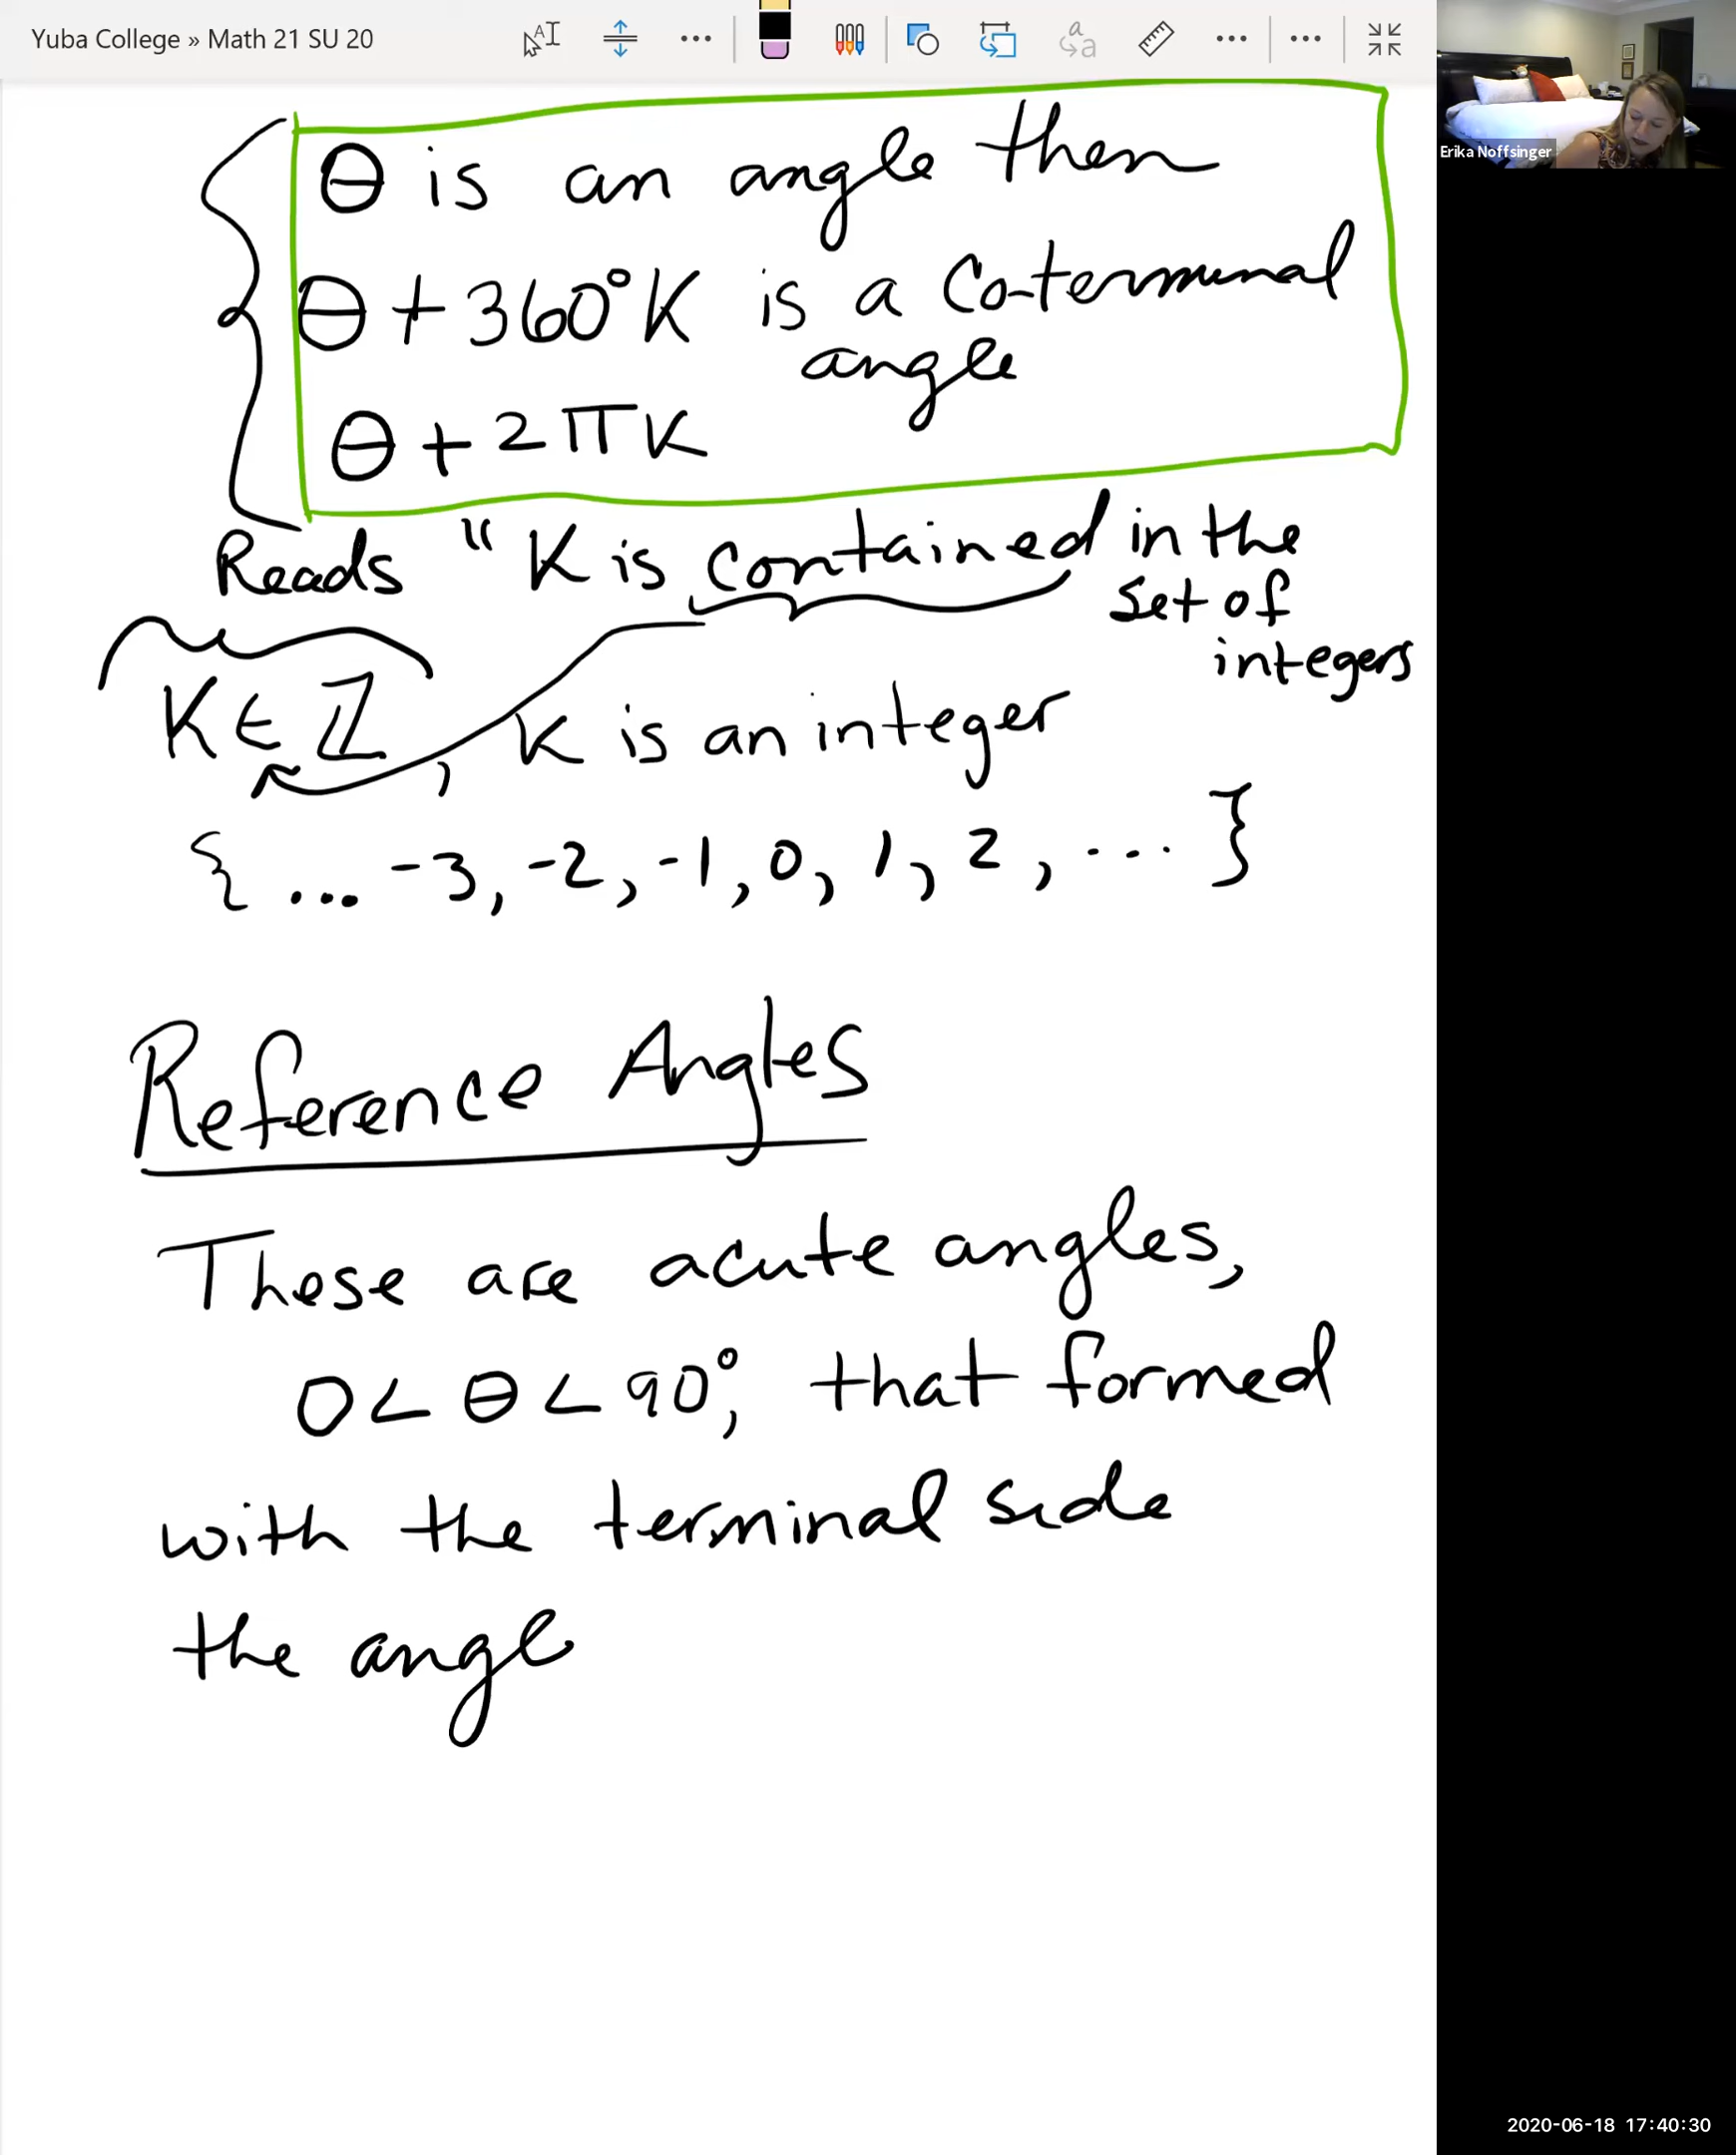 Yuba College » Math 21 SU 20
Erika Noffsinger
θ is an angle then
θ + 360°K is a Co-terminal
angle
θ + 2πK
Reads "K is contained in the
set of
integers
K ∈ ℤ, K is an integer
{ ... -3, -2, -1, 0, 1, 2, ... }
Reference Angles
These are acute angles,
0 < θ < 90°, that formed
with the terminal side
the angl
2020-06-18 17:40:30